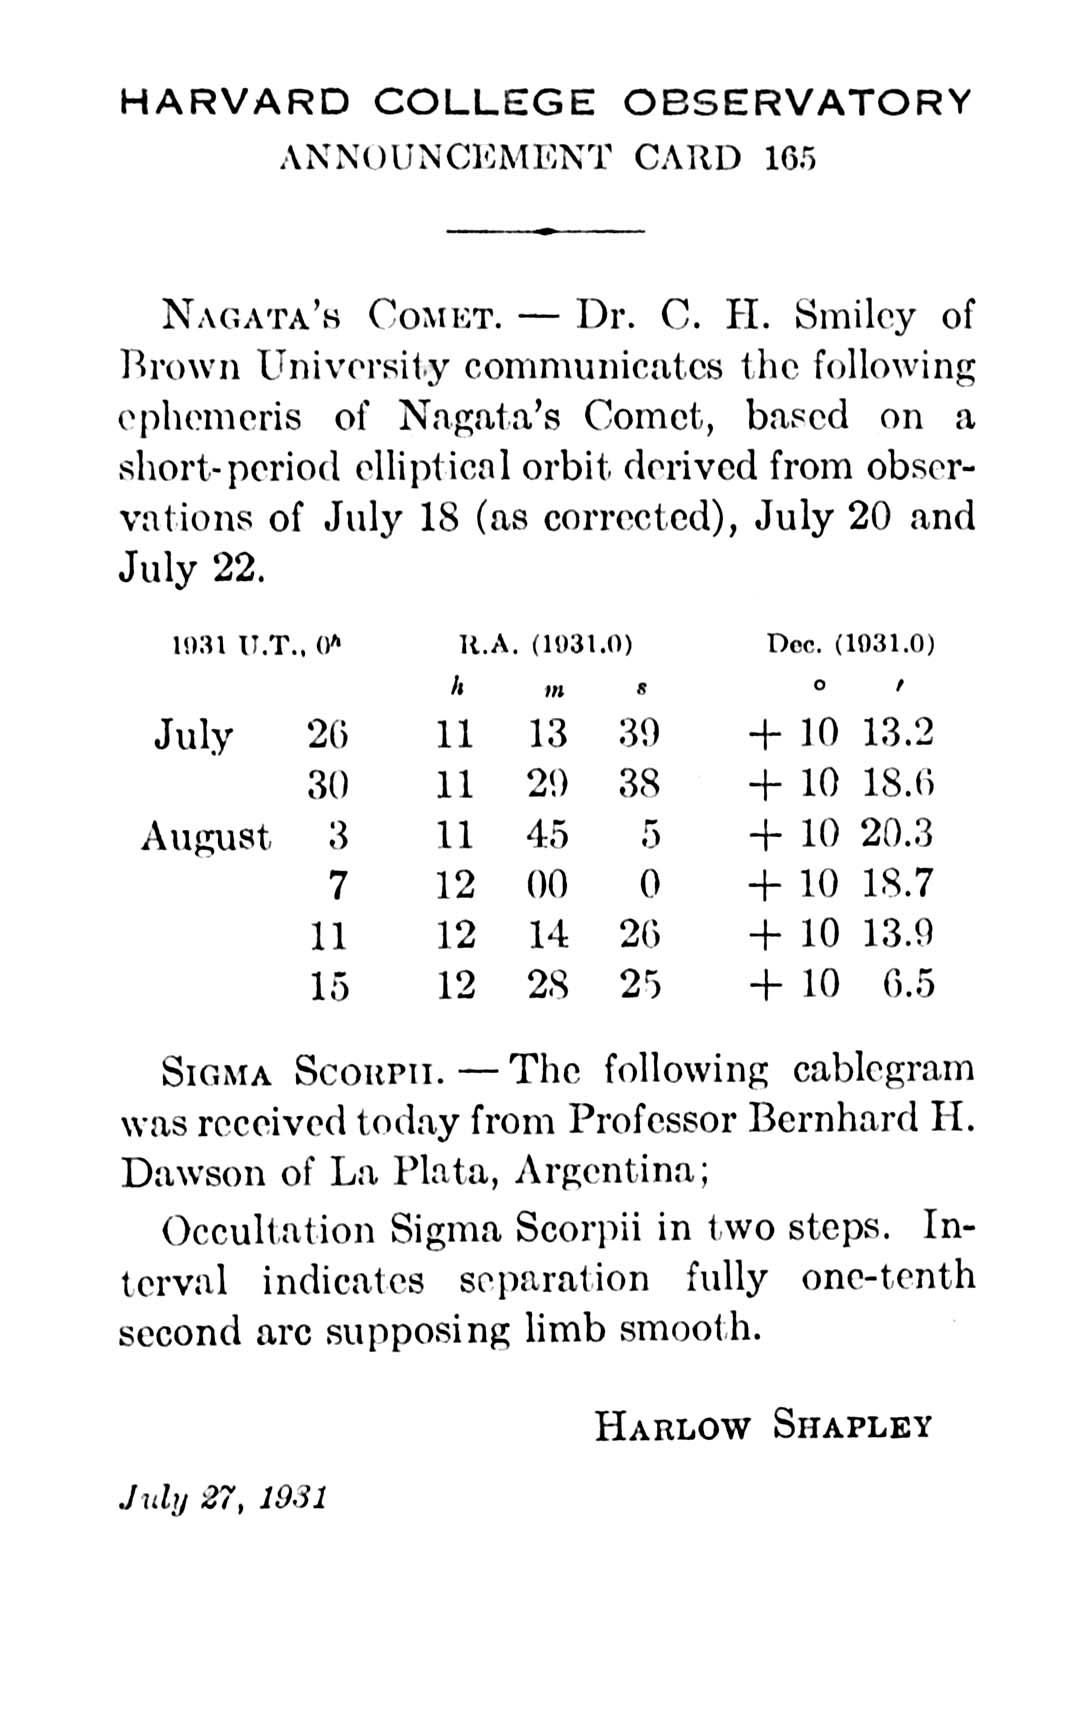 HARVARD COLLEGE OBSERVATORY
ANNOUNCEMENT CARD 165
NAGATA'S COMET. — Dr. C. H. Smiley of
Brown University communicates the following
ephemeris of Nagata's Comet, based on a
short-period elliptical orbit derived from obser-
vations of July 18 (as corrected), July 20 and
July 22.
1931 U.T., 0ʰ R.A. (1931.0) Dec. (1931.0)
h m s ° ′
July 26 11 13 39 + 10 13.2
30 11 29 38 + 10 18.6
August 3 11 45 5 + 10 20.3
7 12 00 0 + 10 18.7
11 12 14 26 + 10 13.9
15 12 28 25 + 10 6.5
SIGMA SCORPII. — The following cablegram
was received today from Professor Bernhard H.
Dawson of La Plata, Argentina;
Occultation Sigma Scorpii in two steps. In-
terval indicates separation fully one-tenth
second arc supposing limb smooth.
HARLOW SHAPLEY
July 27, 1931